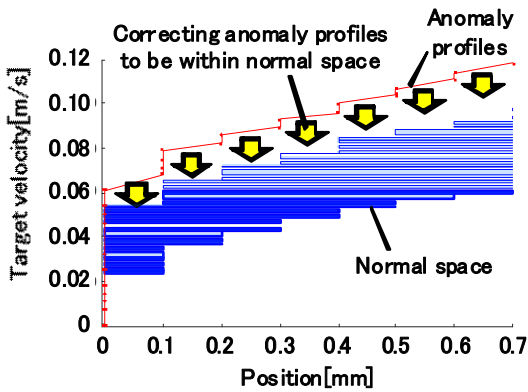 Correcting anomaly profiles
to be within normal space
Anomaly
profiles
Target velocity[m/s]
0.12
0.10
0.08
0.06
0.04
0.02
0
Normal space
0 0.1 0.2 0.3 0.4 0.5 0.6 0.7
Position[mm]